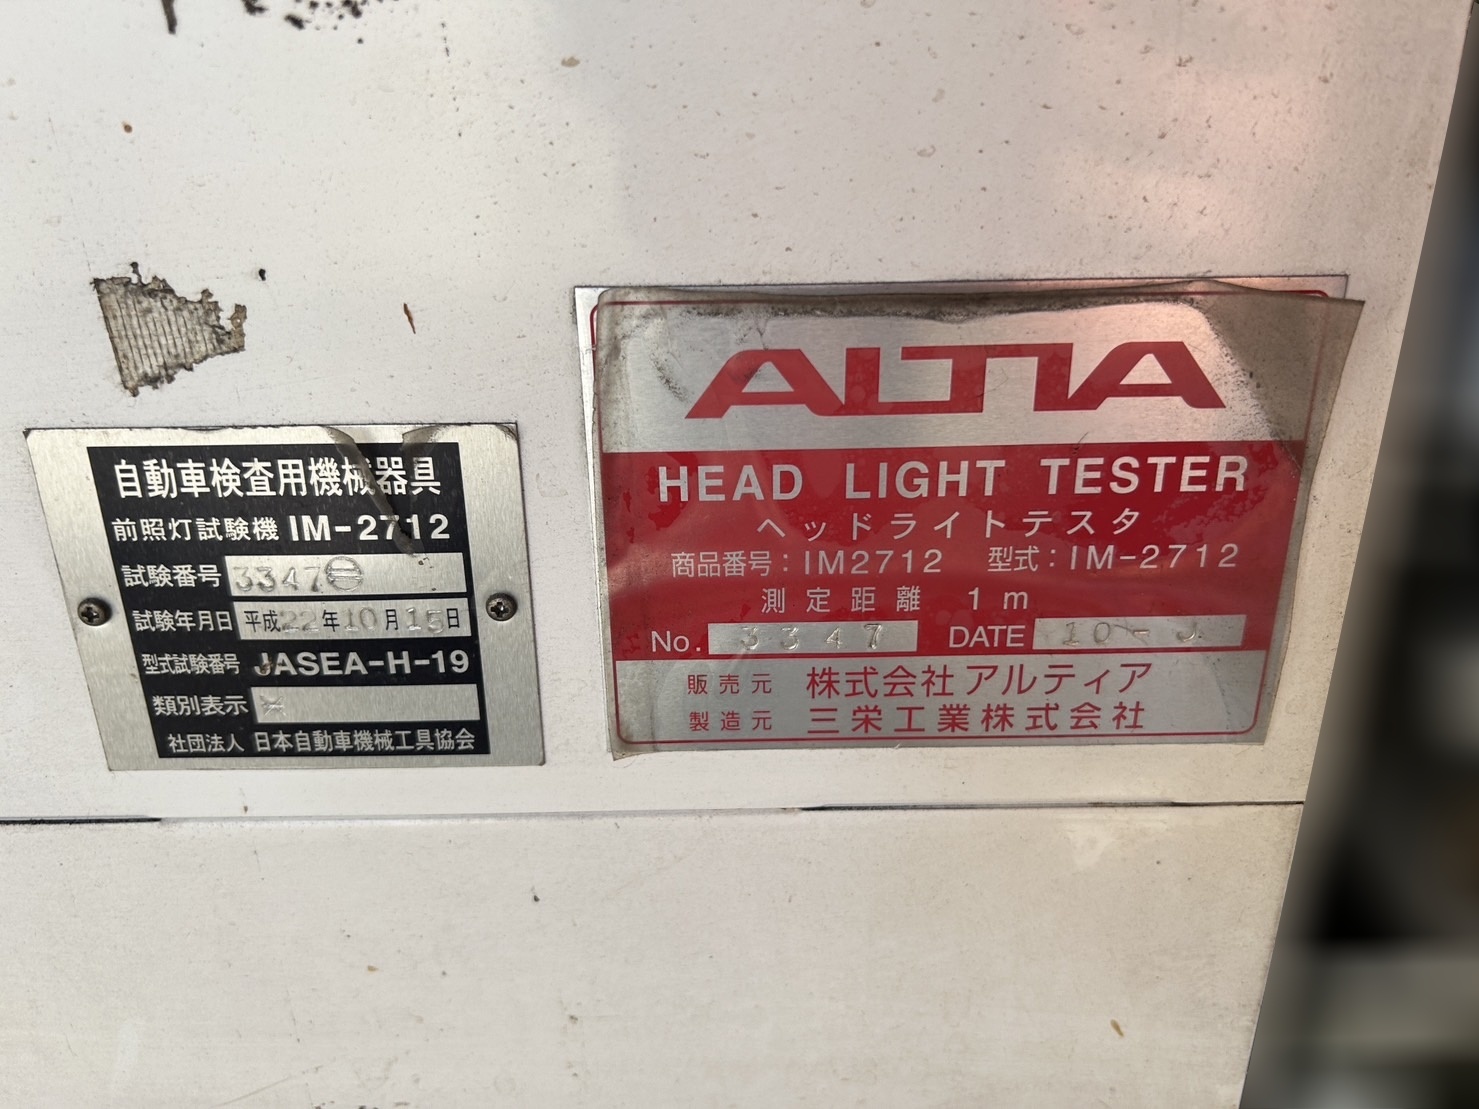 自動車検査用機械器具
前照灯試験機 IM-2712
試験番号 3347
試験年月日 平成22年10月15日
型式試験番号 JASEA-H-19
類別表示 *
社団法人 日本自動車機械工具協会
ALTIA
HEAD LIGHT TESTER
ヘッドライトテスタ
商品番号:IM2712 型式:IM-2712
測定距離 1m
No. 3347 DATE 10-
販売元 株式会社アルティア
製造元 三栄工業株式会社